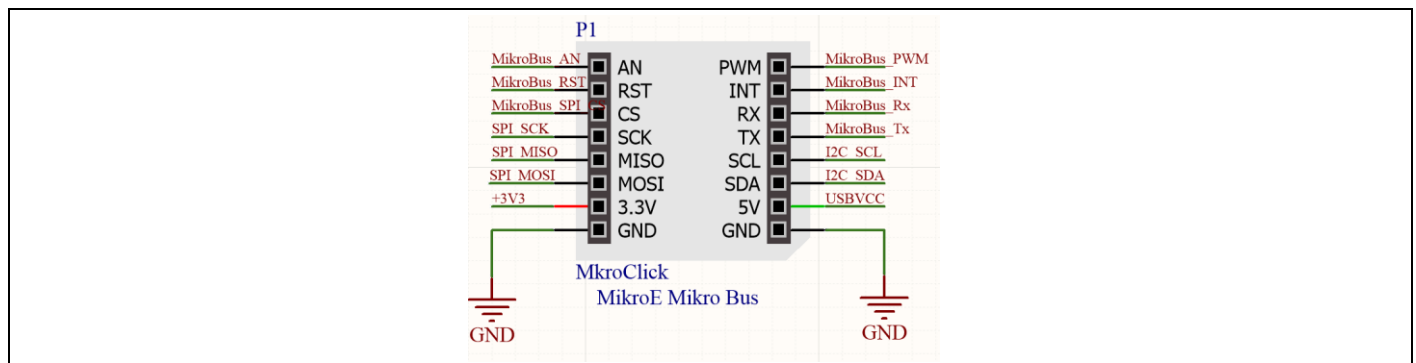 P1
MikroBus_AN AN PWM MikroBus_PWM
MikroBus_RST RST INT MikroBus_INT
MikroBus_SPI_CS CS RX MikroBus_Rx
SPI_SCK SCK TX MikroBus_Tx
SPI_MISO MISO SCL I2C_SCL
SPI_MOSI MOSI SDA I2C_SDA
+3V3 3.3V 5V USBVCC
GND GND
MkroClick
MikroE Mikro Bus
GND GND